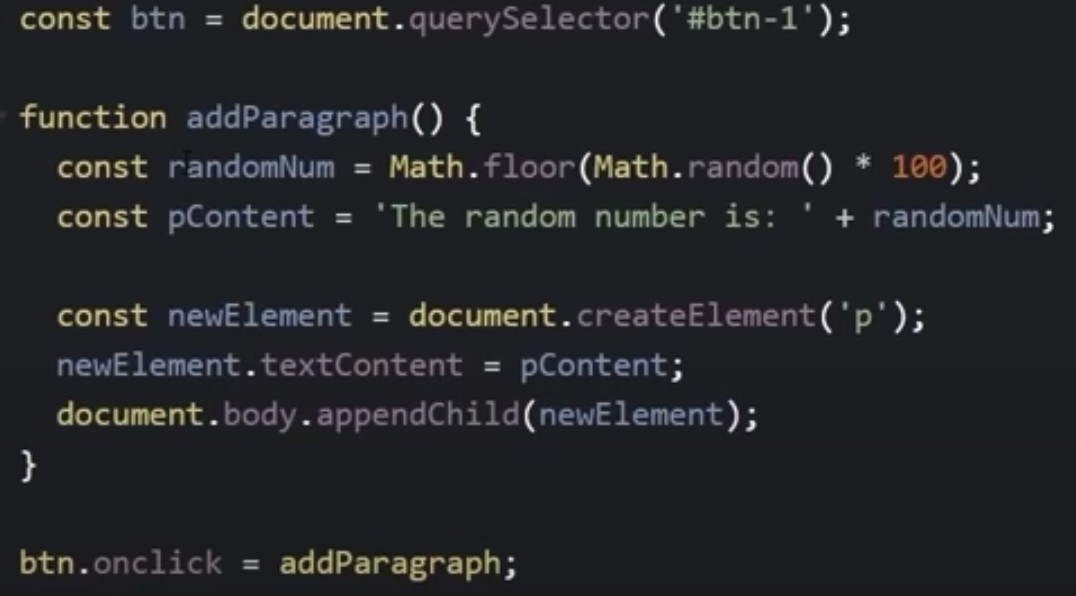 const btn = document.querySelector('#btn-1');
function addParagraph() {
const randomNum = Math.floor(Math.random() * 100);
const pContent = 'The random number is: ' + randomNum;
const newElement = document.createElement('p');
newElement.textContent = pContent;
document.body.appendChild(newElement);
}
btn.onclick = addParagraph;